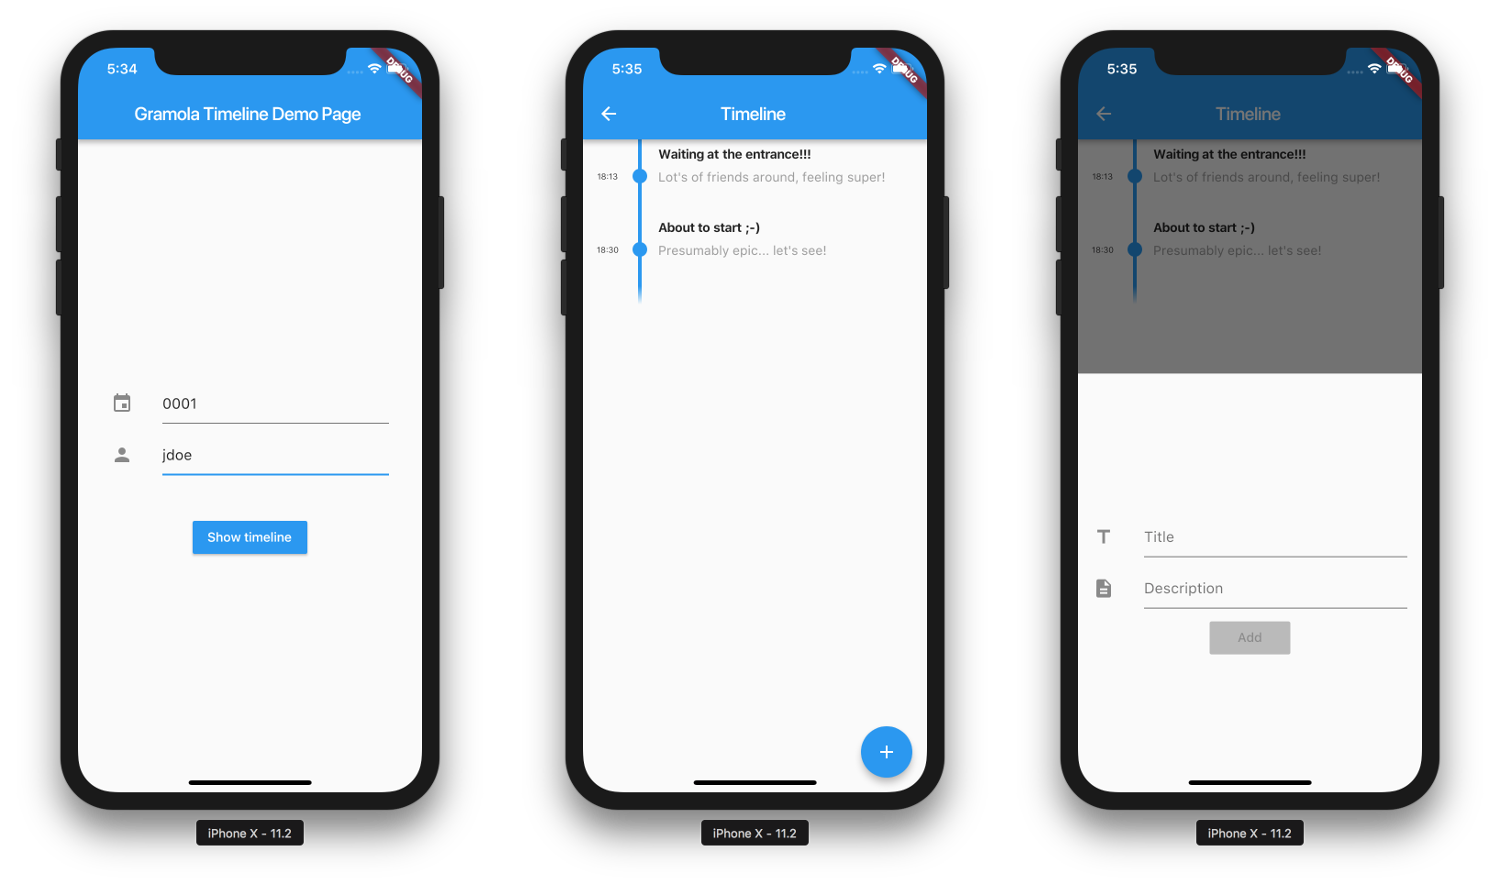 5:34
DEBUG
Gramola Timeline Demo Page
0001
jdoe
Show timeline
iPhone X - 11.2
5:35
DEBUG
Timeline
Waiting at the entrance!!!
18:13
Lot's of friends around, feeling super!
About to start ;-)
18:30
Presumably epic... let's see!
iPhone X - 11.2
5:35
DEBUG
Timeline
Waiting at the entrance!!!
18:13
Lot's of friends around, feeling super!
About to start ;-)
18:30
Presumably epic... let's see!
Title
Description
Add
iPhone X - 11.2